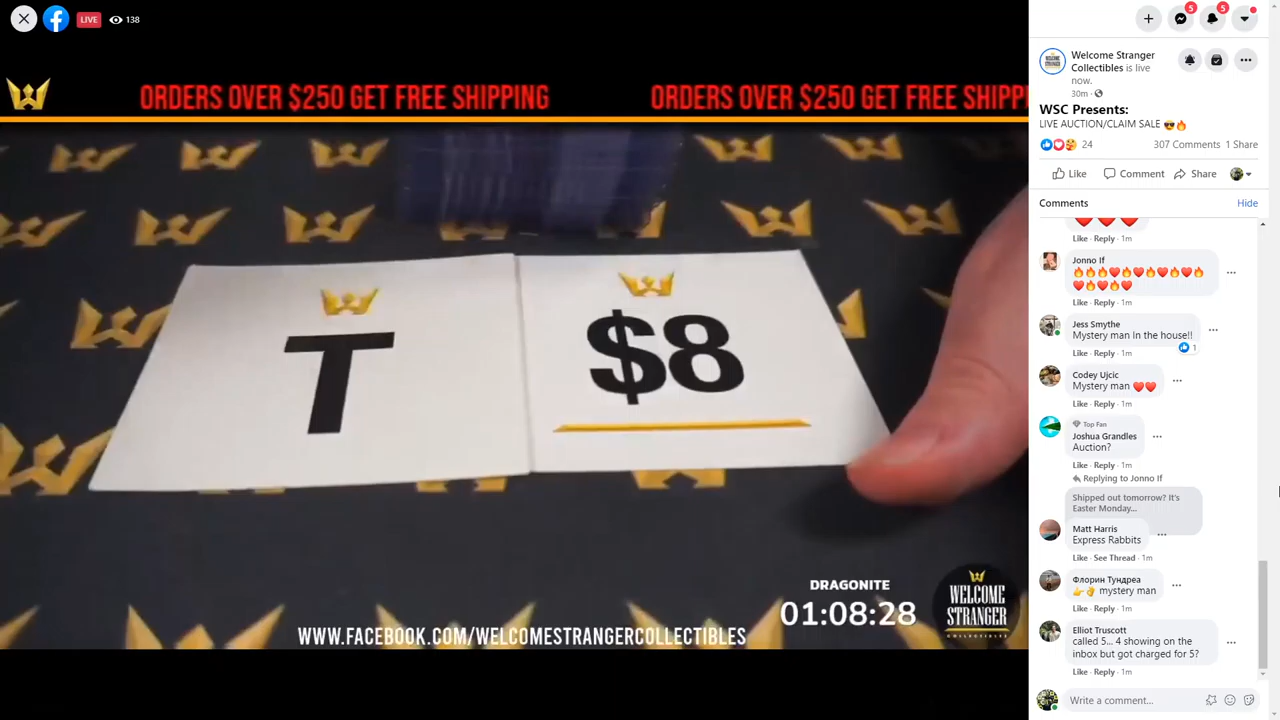 LIVE 138
ORDERS OVER $250 GET FREE SHIPPING ORDERS OVER $250 GET FREE SHIPP
T $8
DRAGONITE
01:08:28
WELCOME
STRANGER
COLLECTIBLES
WWW.FACEBOOK.COM/WELCOMESTRANGERCOLLECTIBLES
5 5
Welcome Stranger
Collectibles is live
now.
30m ·
WSC Presents:
LIVE AUCTION/CLAIM SALE 😎🔥
24 307 Comments 1 Share
Like Comment Share
Comments Hide
❤️ ❤️ ❤️
Like · Reply · 1m
Jonno If
🔥🔥🔥❤️🔥❤️🔥❤️🔥❤️🔥
❤️🔥❤️🔥❤️
Like · Reply · 1m
Jess Smythe
Mystery man In the house!!
1
Like · Reply · 1m
Codey Ujcic
Mystery man ❤️❤️
Like · Reply · 1m
Top Fan
Joshua Grandles
Auction?
Like · Reply · 1m
Replying to Jonno If
Shipped out tomorrow? It's
Easter Monday...
Matt Harris
Express Rabbits
Like · See Thread · 1m
Флорин Тундреа
👉👌 mystery man
Like · Reply · 1m
Elliot Truscott
called 5... 4 showing on the
inbox but got charged for 5?
Like · Reply · 1m
Write a comment...